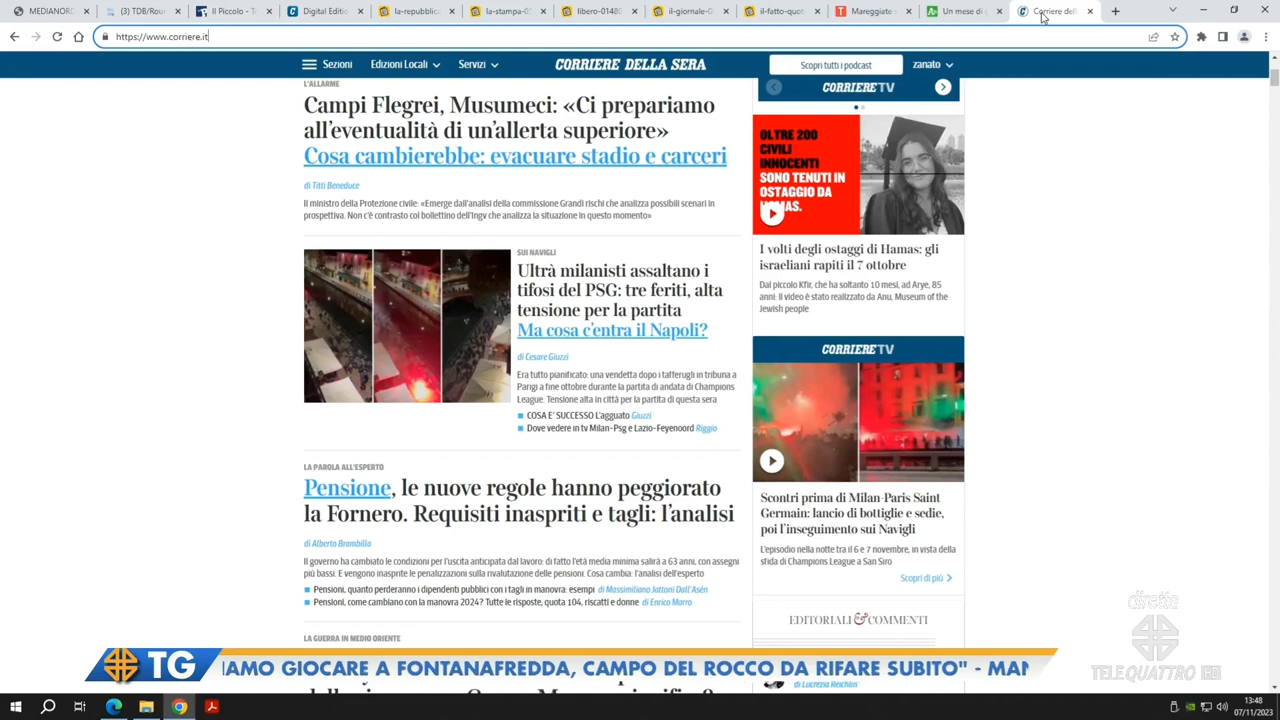 MEDIANORD
(3) TDB/Rour
Il Piccolo - T
Digital Editio
la-repubblica
la-stampa-05
libero-01489
il-giornale-0
il-fatto-quoti
Mareggiate s
Un mese di g
Corriere dell
https://www.corriere.it
Sezioni
Edizioni Locali
Servizi
CORRIERE DELLA SERA
Scopri tutti i podcast
zanato
L'ALLARME
Campi Flegrei, Musumeci: «Ci prepariamo
all'eventualità di un'allerta superiore»
Cosa cambierebbe: evacuare stadio e carceri
di Titti Beneduce
Il ministro della Protezione civile: «Emerge dall'analisi della commissione Grandi rischi che analizza possibili scenari in
prospettiva. Non c'è contrasto col bollettino dell'Ingv che analizza la situazione in questo momento»
SUI NAVIGLI
Ultrà milanisti assaltano i
tifosi del PSG: tre feriti, alta
tensione per la partita
Ma cosa c'entra il Napoli?
di Cesare Giuzzi
Era tutto pianificato: una vendetta dopo i tafferugli in tribuna a
Parigi a fine ottobre durante la partita di andata di Champions
League. Tensione alta in città per la partita di questa sera
COSA E' SUCCESSO L'agguato Giuzzi
Dove vedere in tv Milan-Psg e Lazio-Feyenoord Riggio
LA PAROLA ALL'ESPERTO
Pensione, le nuove regole hanno peggiorato
la Fornero. Requisiti inaspriti e tagli: l'analisi
di Alberto Brambilla
Il governo ha cambiato le condizioni per l'uscita anticipata dal lavoro: di fatto l'età media minima salirà a 63 anni, con assegni
più bassi. E vengono inasprite le penalizzazioni sulla rivalutazione delle pensioni. Cosa cambia: l'analisi dell'esperto
Pensioni, quanto perderanno i dipendenti pubblici con i tagli in manovra: esempi di Massimiliano Jattoni Dall'Asén
Pensioni, come cambiano con la manovra 2024? Tutte le risposte, quota 104, riscatti e donne di Enrico Marro
LA GUERRA IN MEDIO ORIENTE
CORRIERETV
OLTRE 200
CIVILI
INNOCENTI
SONO TENUTI IN
OSTAGGIO DA
HAMAS.
I volti degli ostaggi di Hamas: gli
israeliani rapiti il 7 ottobre
Dal piccolo Kfir, che ha soltanto 10 mesi, ad Arye, 85
anni: il video è stato realizzato da Anu, Museum of the
Jewish people
CORRIERETV
Scontri prima di Milan-Paris Saint
Germain: lancio di bottiglie e sedie,
poi l'inseguimento sui Navigli
L'episodio nella notte tra il 6 e 7 novembre, in vista della
sfida di Champions League a San Siro
Scopri di più
EDITORIALI & COMMENTI
di Lucrezia Reichlin
diretta
TELEQUATTRO
TG
IAMO GIOCARE A FONTANAFREDDA, CAMPO DEL ROCCO DA RIFARE SUBITO" - MAN
13:48
07/11/2023